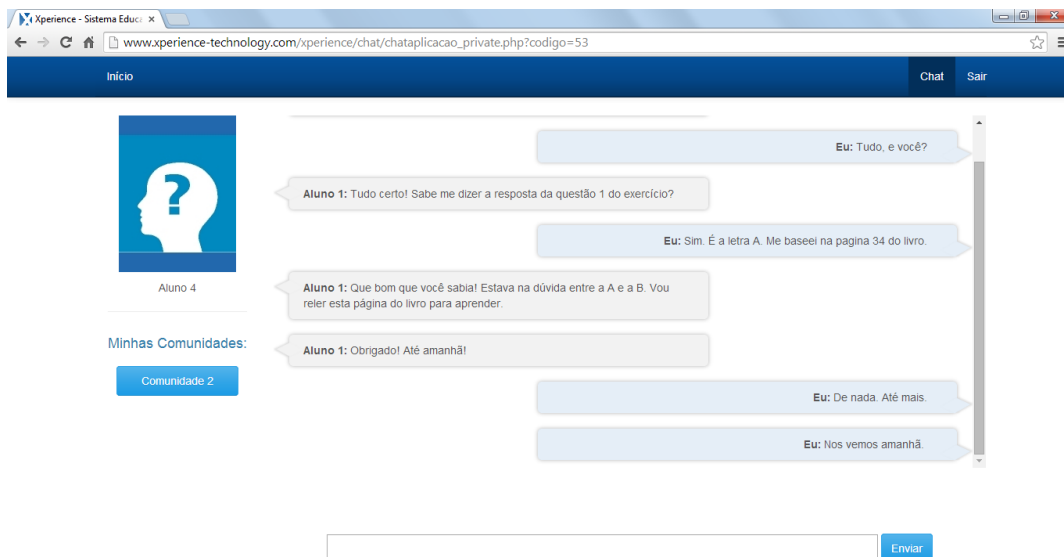 Xperience - Sistema Educa
www.xperience-technology.com/xperience/chat/chataplicacao_private.php?codigo=53
Início
Chat
Sair
Eu: Tudo, e você?
Aluno 1: Tudo certo! Sabe me dizer a resposta da questão 1 do exercício?
Eu: Sim. É a letra A. Me baseei na pagina 34 do livro.
Aluno 4
Aluno 1: Que bom que você sabia! Estava na dúvida entre a A e a B. Vou
reler esta página do livro para aprender.
Minhas Comunidades:
Aluno 1: Obrigado! Até amanhã!
Comunidade 2
Eu: De nada. Até mais.
Eu: Nos vemos amanhã.
Enviar